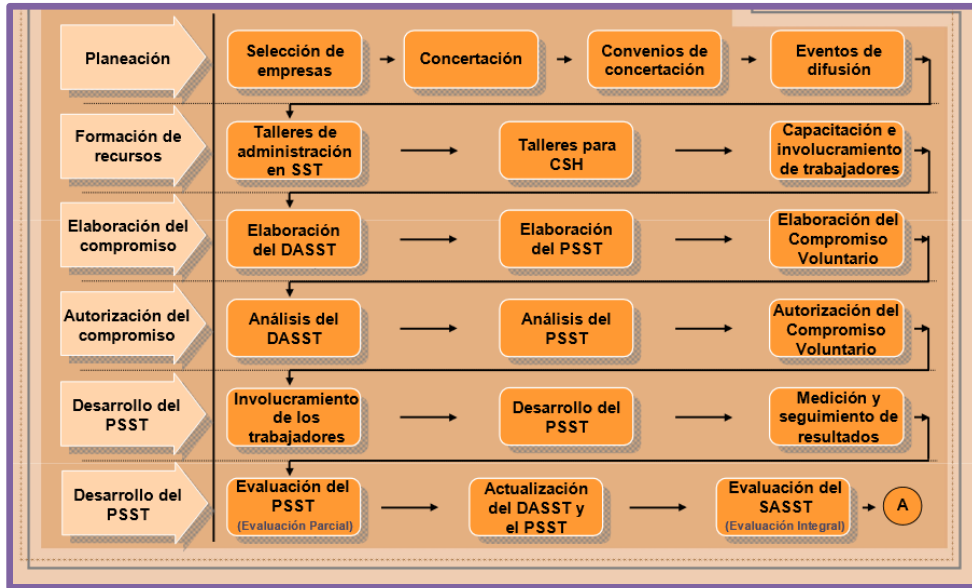 Planeación
Selección de
empresas
Concertación
Convenios de
concertación
Eventos de
difusión
Formación de
recursos
Talleres de
administración
en SST
Talleres para
CSH
Capacitación e
involucramiento
de trabajadores
Elaboración del
compromiso
Elaboración
del DASST
Elaboración
del PSST
Elaboración del
Compromiso
Voluntario
Autorización del
compromiso
Análisis del
DASST
Análisis del
PSST
Autorización del
Compromiso
Voluntario
Desarrollo del
PSST
Involucramiento
de los
trabajadores
Desarrollo del
PSST
Medición y
seguimiento de
resultados
Desarrollo del
PSST
Evaluación del
PSST
(Evaluación Parcial)
Actualización
del DASST y
el PSST
Evaluación del
SASST
(Evaluación Integral)
A